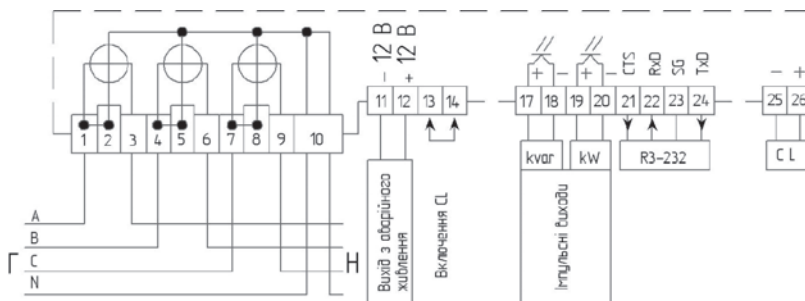 – 12 В
+ 12 В
+ –
+ –
CTS
RxD
SG
TxD
– +
1 2 3 4 5 6 7 8 9 10
11 12 13 14
17 18 19 20 21 22 23 24
25 26
kvar
kW
R3-232
CL
Вихід з аварійного
живлення
Включення CL
Імпульсні виходи
A
B
C
N
Г
Н